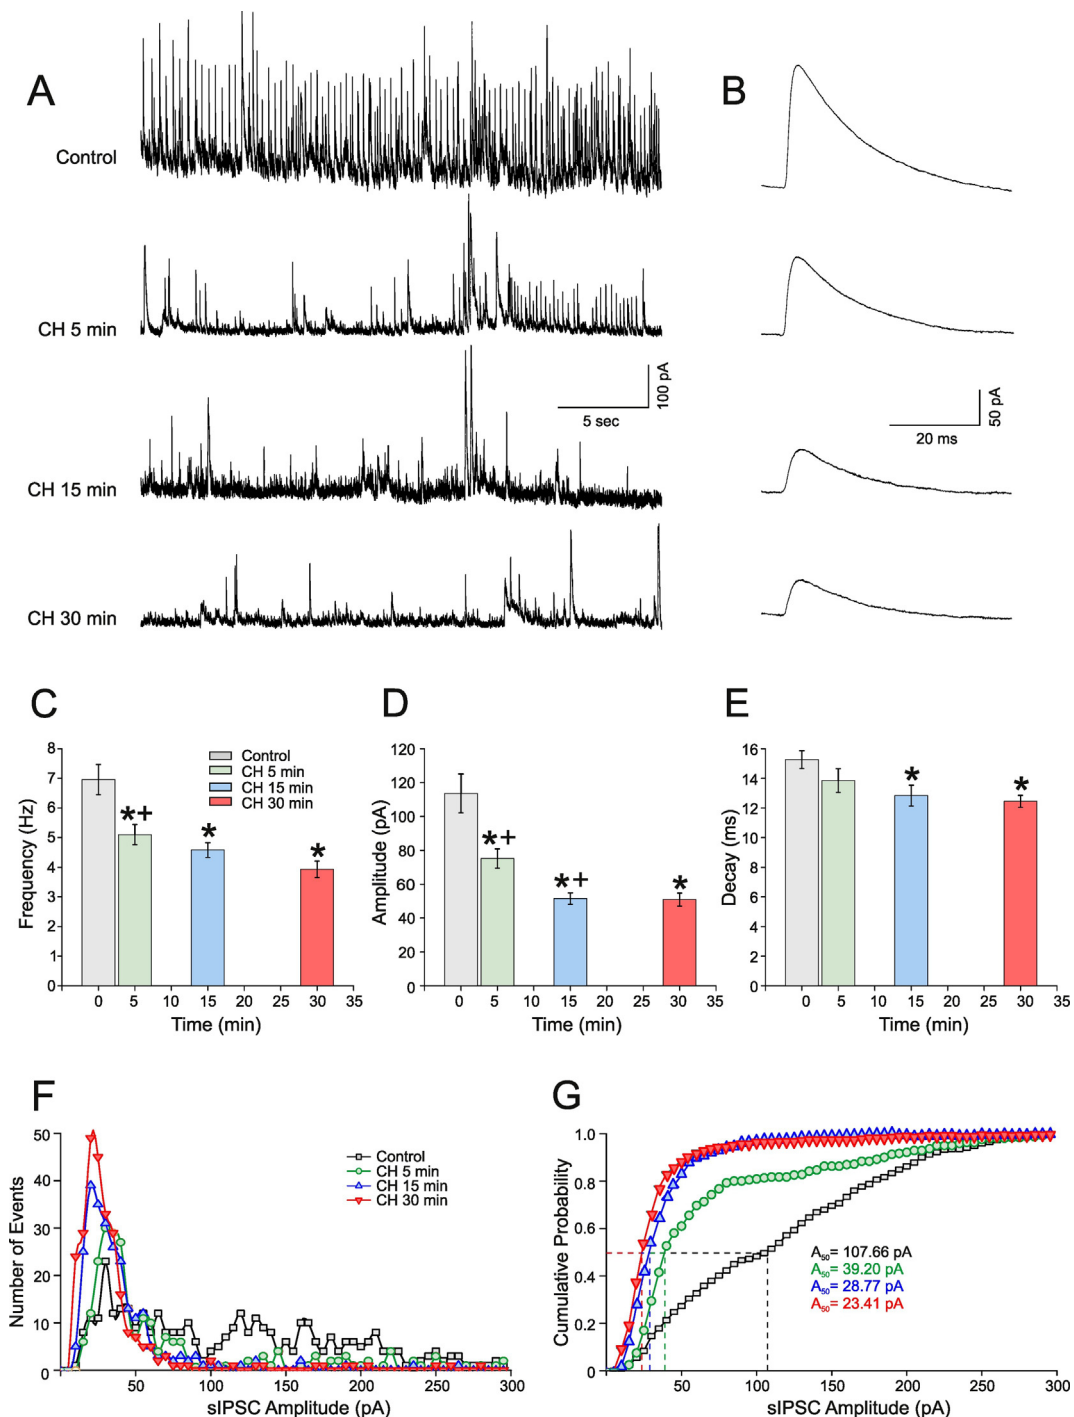 A
B
Control
CH 5 min
100 pA
5 sec
50 pA
20 ms
CH 15 min
CH 30 min
C
D
E
Control
CH 5 min
CH 15 min
CH 30 min
8
7
6
5
4
3
2
1
0
Frequency (Hz)
*+
*
*
0 5 10 15 20 25 30 35
Time (min)
120
100
80
60
40
20
0
Amplitude (pA)
*+
*+
*
0 5 10 15 20 25 30 35
Time (min)
16
14
12
10
8
6
4
2
0
Decay (ms)
*
*
0 5 10 15 20 25 30 35
Time (min)
F
G
50
40
30
20
10
0
Number of Events
Control
CH 5 min
CH 15 min
CH 30 min
50 100 150 200 250 300
sIPSC Amplitude (pA)
1.0
0.8
0.6
0.4
0.2
0
Cumulative Probability
A₅₀= 107.66 pA
A₅₀= 39.20 pA
A₅₀= 28.77 pA
A₅₀= 23.41 pA
50 100 150 200 250 300
sIPSC Amplitude (pA)